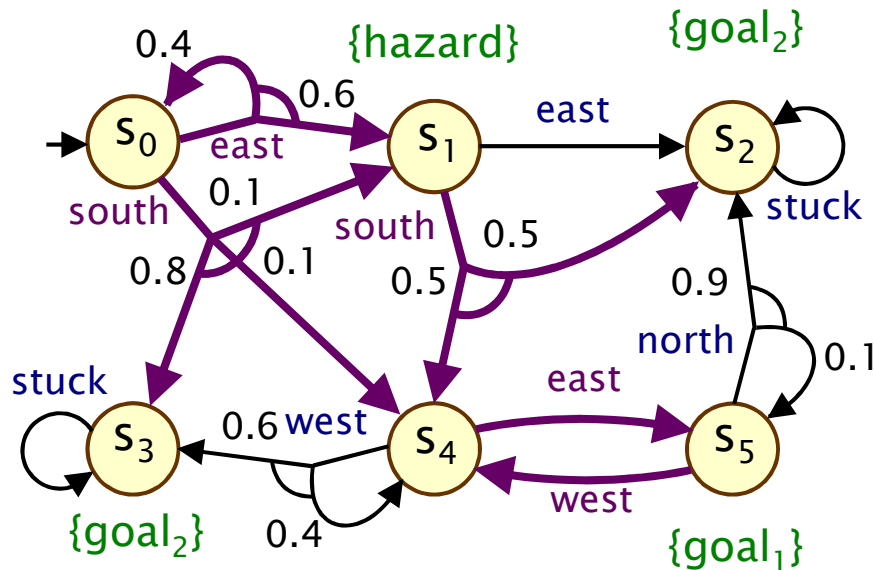 {goal₂}
{hazard}
0.4
0.6
east
s₀
s₁
s₂
east
0.1
south
south
0.5
stuck
0.8
0.1
0.5
0.9
north
0.1
stuck
east
0.6
west
s₃
s₄
s₅
west
0.4
{goal₂}
{goal₁}